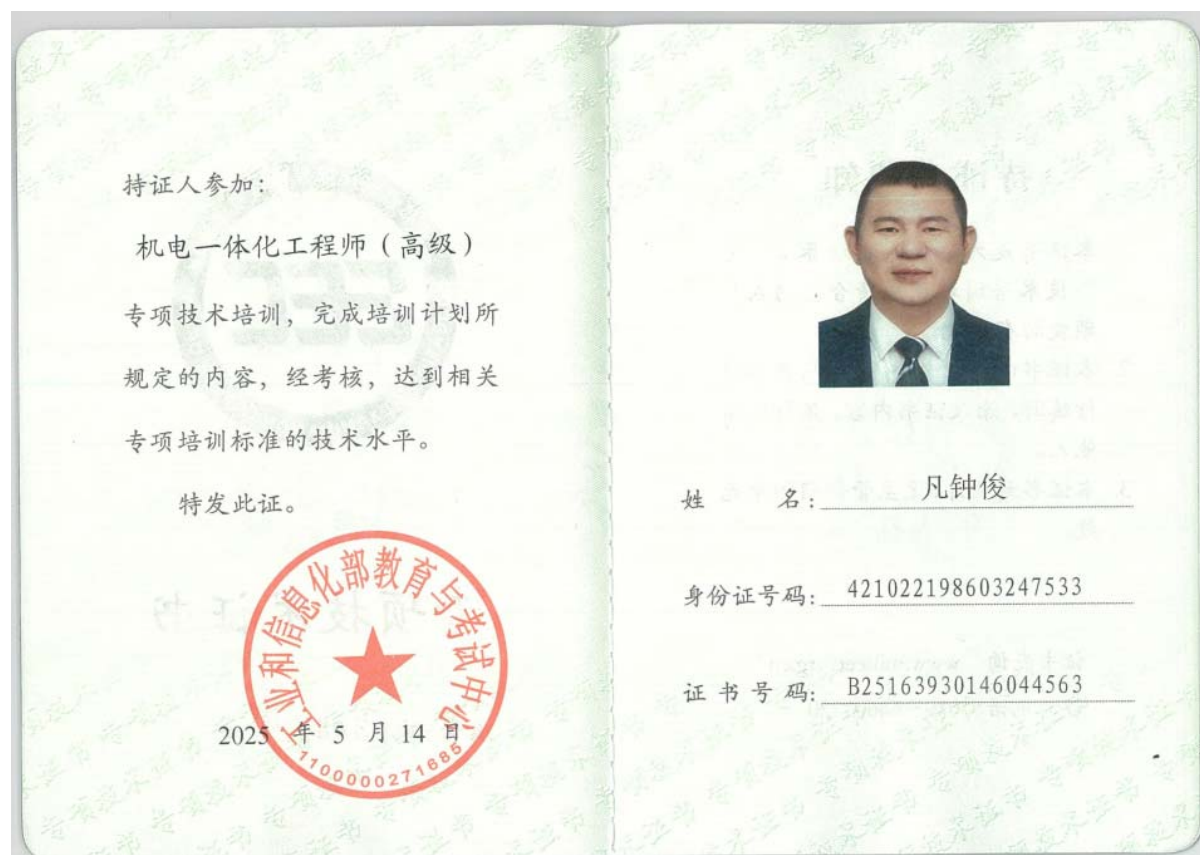 持证人参加：
机电一体化工程师（高级）
专项技术培训，完成培训计划所
规定的内容，经考核，达到相关
专项培训标准的技术水平。
特发此证。
工业和信息化部教育与考试中心
2025 年 5 月 14 日
1100000271685
姓 名：凡钟俊
身份证号码：421022198603247533
证书号码：B25163930146044563